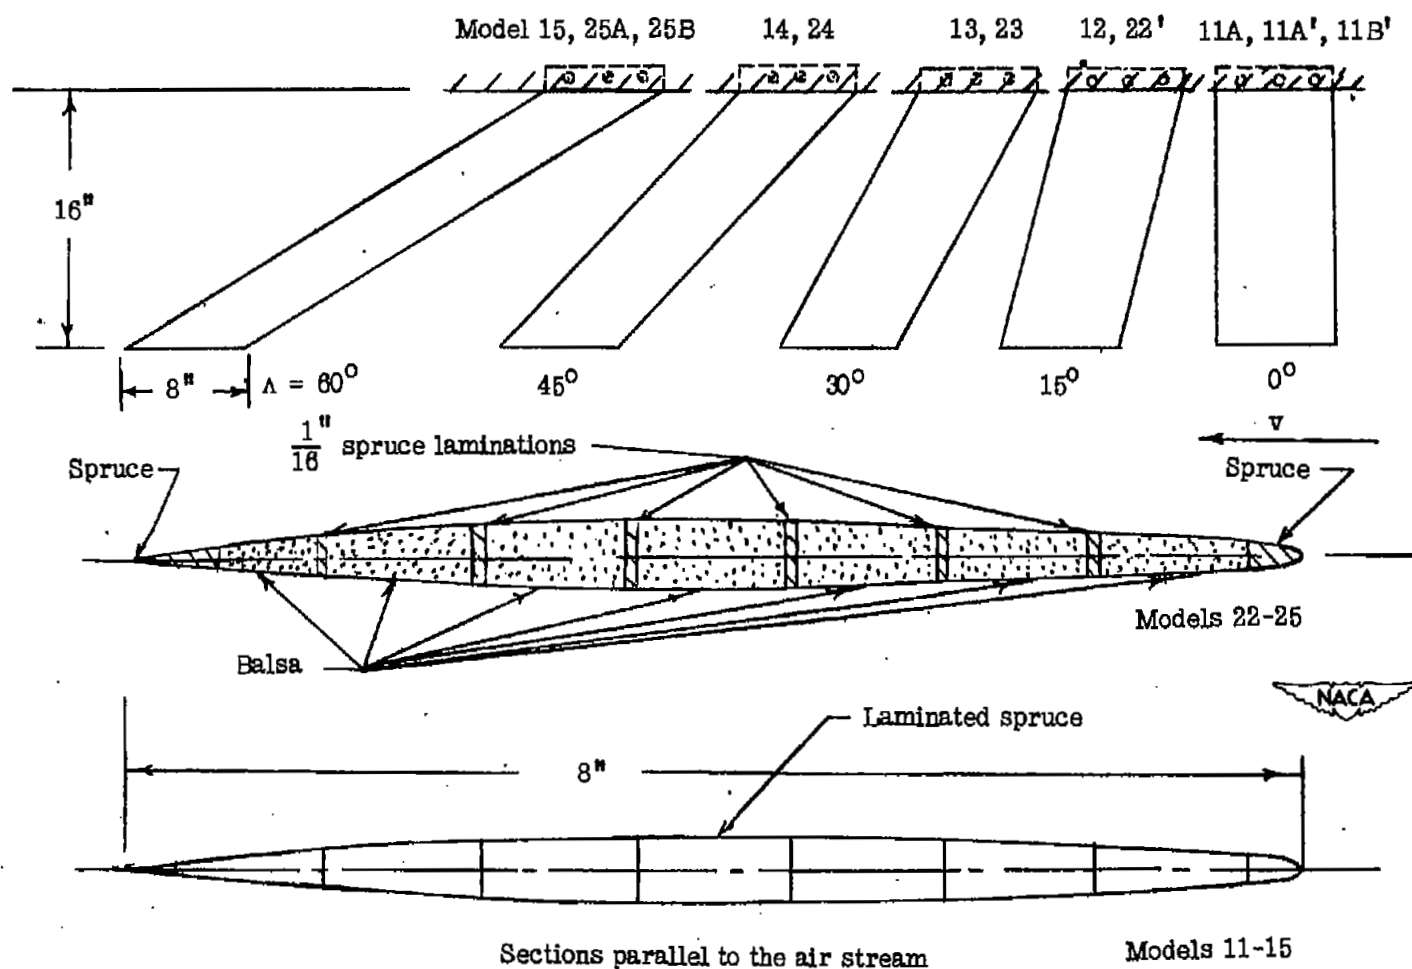 Model 15, 25A, 25B 14, 24 13, 23 12, 22' 11A, 11A', 11B'
16"
8" Λ = 60° 45° 30° 15° 0°
v
1/16" spruce laminations
Spruce
Spruce
Models 22-25
Balsa
NACA
Laminated spruce
8"
Sections parallel to the air stream
Models 11-15